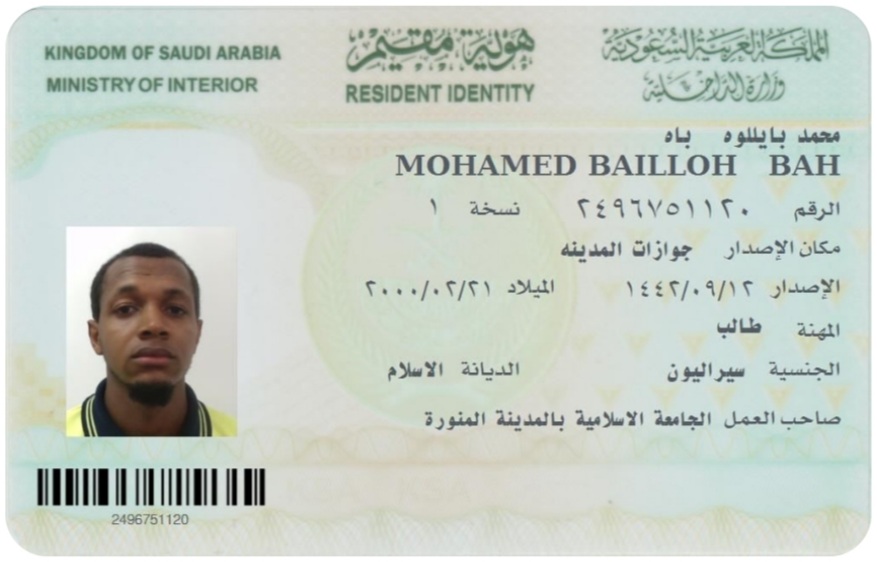 KINGDOM OF SAUDI ARABIA
MINISTRY OF INTERIOR
هوية مقيم
RESIDENT IDENTITY
المملكة العربية السعودية
وزارة الداخلية
محمد بايللوه باه
MOHAMED BAILLOH BAH
الرقم ٢٤٩٦٧٥١١٢٠ نسخة ١
مكان الإصدار جوازات المدينه
الإصدار ١٤٤٢/٠٩/١٢ الميلاد ٢٠٠٠/٠٢/٢١
المهنة طالب
الجنسية سيراليون الديانة الاسلام
صاحب العمل الجامعة الاسلامية بالمدينة المنورة
KSA KSA
2496751120